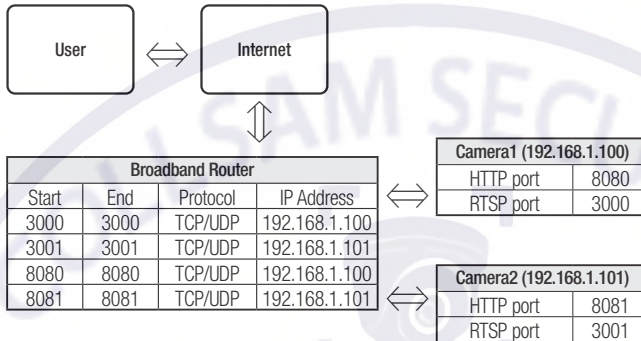 User
Internet
Broadband Router
Start End Protocol IP Address
3000 3000 TCP/UDP 192.168.1.100
3001 3001 TCP/UDP 192.168.1.101
8080 8080 TCP/UDP 192.168.1.100
8081 8081 TCP/UDP 192.168.1.101
Camera1 (192.168.1.100)
HTTP port 8080
RTSP port 3000
Camera2 (192.168.1.101)
HTTP port 8081
RTSP port 3001